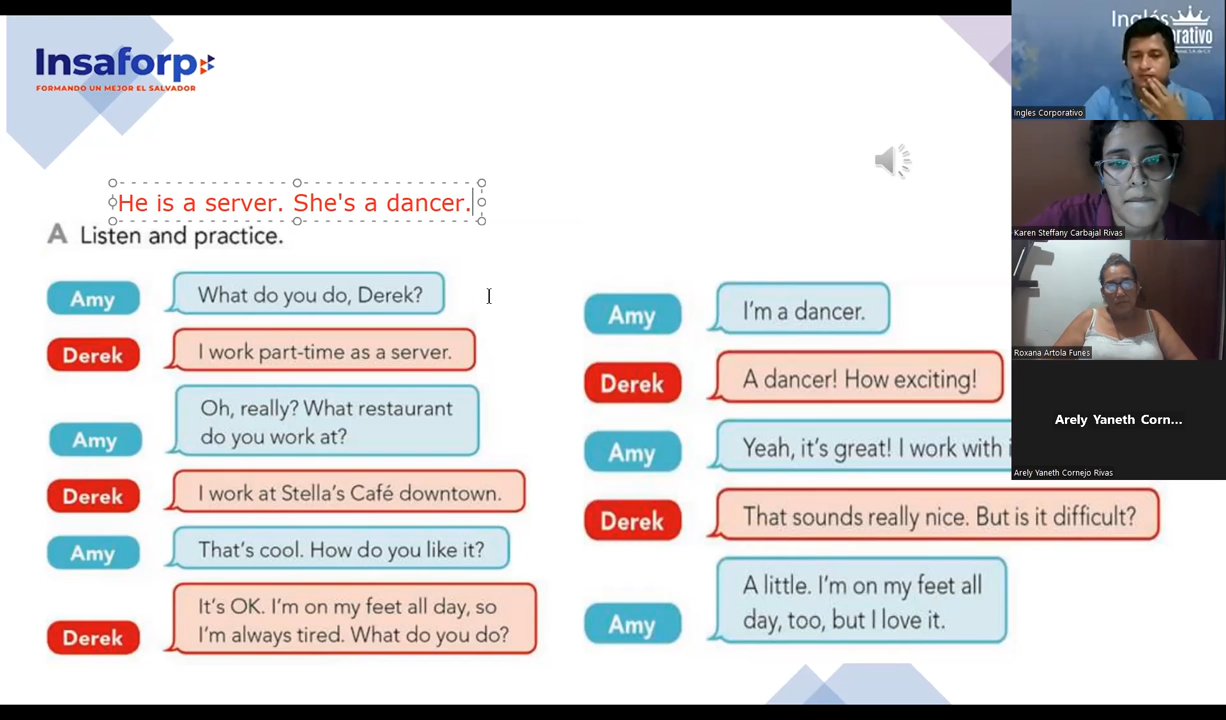 Insaforp
FORMANDO UN MEJOR EL SALVADOR
He is a server. She's a dancer.
A Listen and practice.
Amy
What do you do, Derek?
Derek
I work part-time as a server.
Amy
Oh, really? What restaurant
do you work at?
Derek
I work at Stella's Café downtown.
Amy
That's cool. How do you like it?
Derek
It's OK. I'm on my feet all day, so
I'm always tired. What do you do?
Amy
I'm a dancer.
Derek
A dancer! How exciting!
Amy
Yeah, it's great! I work with
Derek
That sounds really nice. But is it difficult?
Amy
A little. I'm on my feet all
day, too, but I love it.
Ingles Corporativo
Karen Steffany Carbajal Rivas
Roxana Artola Funes
Arely Yaneth Corn...
Arely Yaneth Cornejo Rivas